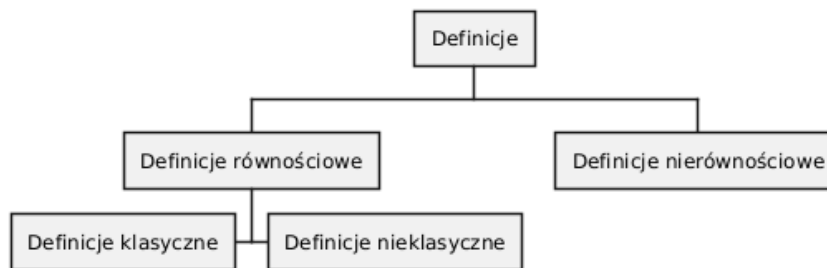 Definicje
Definicje równościowe
Definicje nierównościowe
Definicje klasyczne
Definicje nieklasyczne